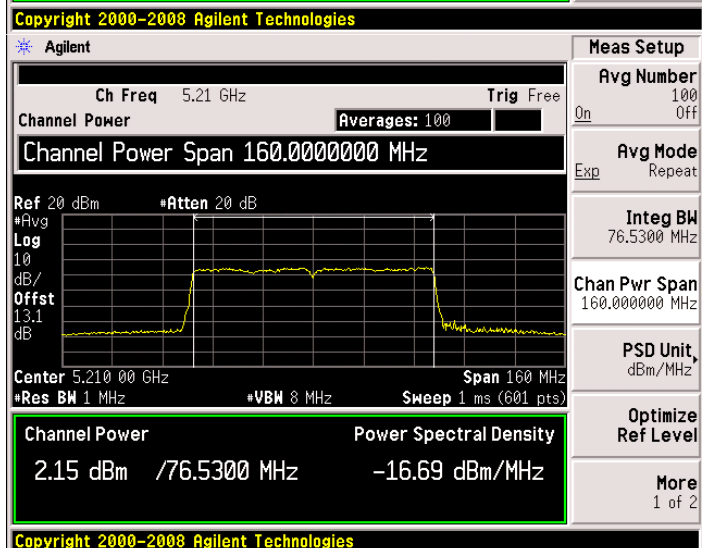 Copyright 2000-2008 Agilent Technologies
Agilent
Meas Setup
Ch Freq 5.21 GHz Trig Free
Channel Power Averages: 100
Channel Power Span 160.0000000 MHz
Ref 20 dBm #Atten 20 dB
#Avg
Log
10
dB/
Offst
13.1
dB
Center 5.210 00 GHz Span 160 MHz
#Res BW 1 MHz #VBW 8 MHz Sweep 1 ms (601 pts)
Channel Power Power Spectral Density
2.15 dBm /76.5300 MHz -16.69 dBm/MHz
Avg Number
100
On Off
Avg Mode
Exp Repeat
Integ BW
76.5300 MHz
Chan Pwr Span
160.000000 MHz
PSD Unit
dBm/MHz
Optimize
Ref Level
More
1 of 2
Copyright 2000-2008 Agilent Technologies